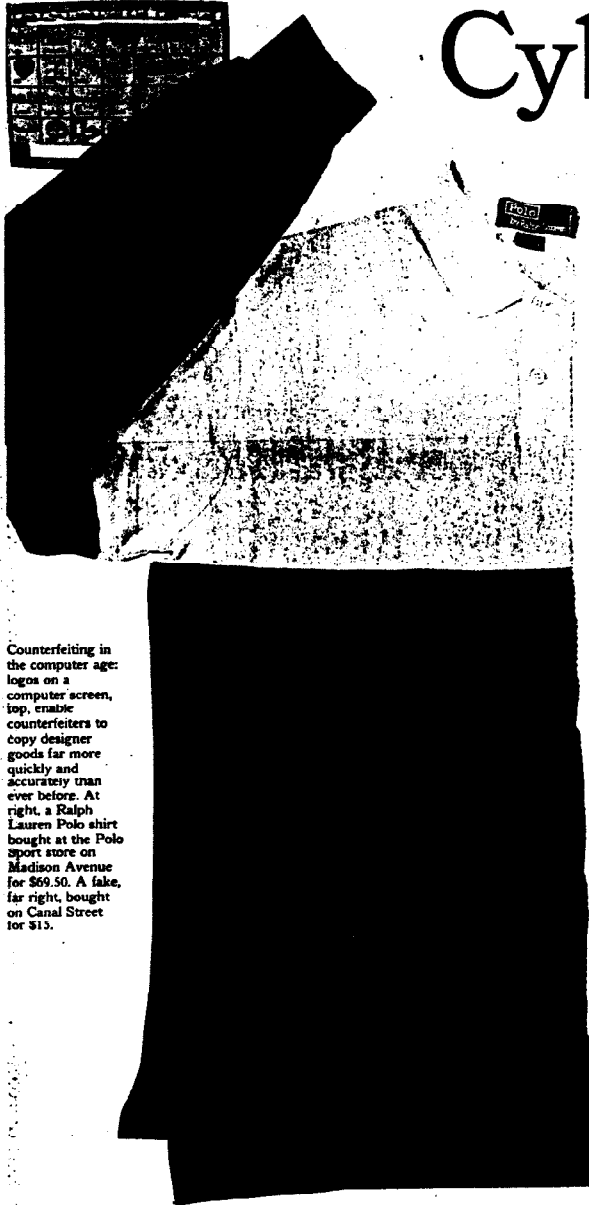 Cyl
Polo
Counterfeiting in
the computer age:
logos on a
computer screen,
top, enable
counterfeiters to
copy designer
goods far more
quickly and
accurately than
ever before. At
right, a Ralph
Lauren Polo shirt
bought at the Polo
Sport store on
Madison Avenue
for $69.50. A fake,
far right, bought
on Canal Street
for $15.